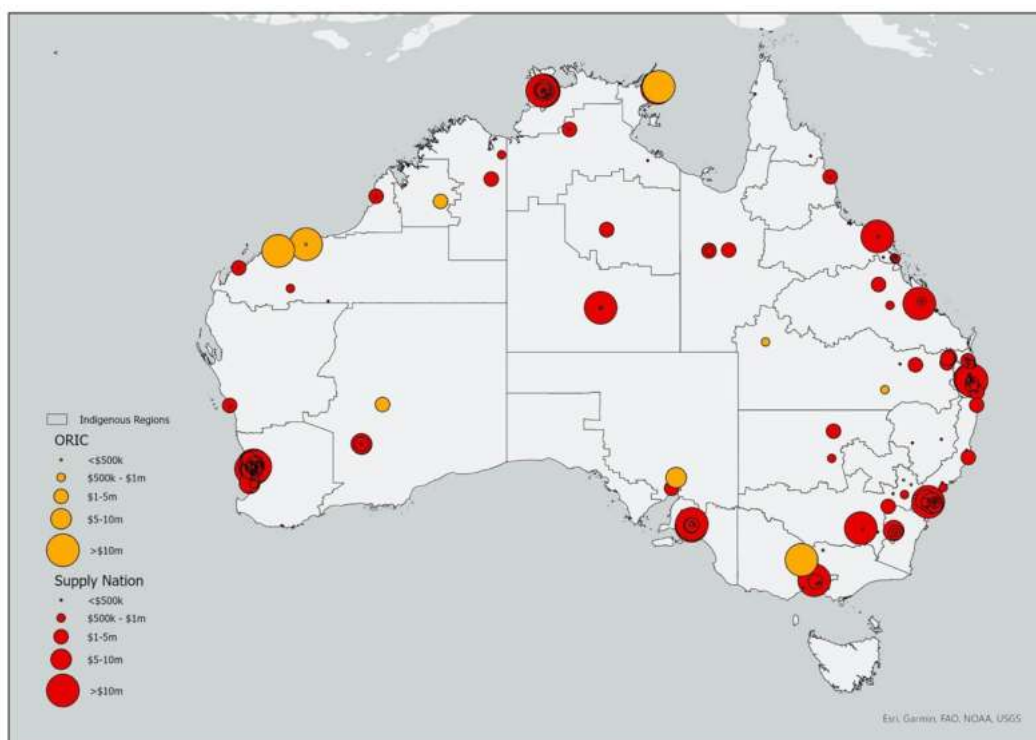 Indigenous Regions
ORIC
<$500k
$500k - $1m
$1-5m
$5-10m
>$10m
Supply Nation
<$500k
$500k - $1m
$1-5m
$5-10m
>$10m
Esri, Garmin, FAO, NOAA, USGS